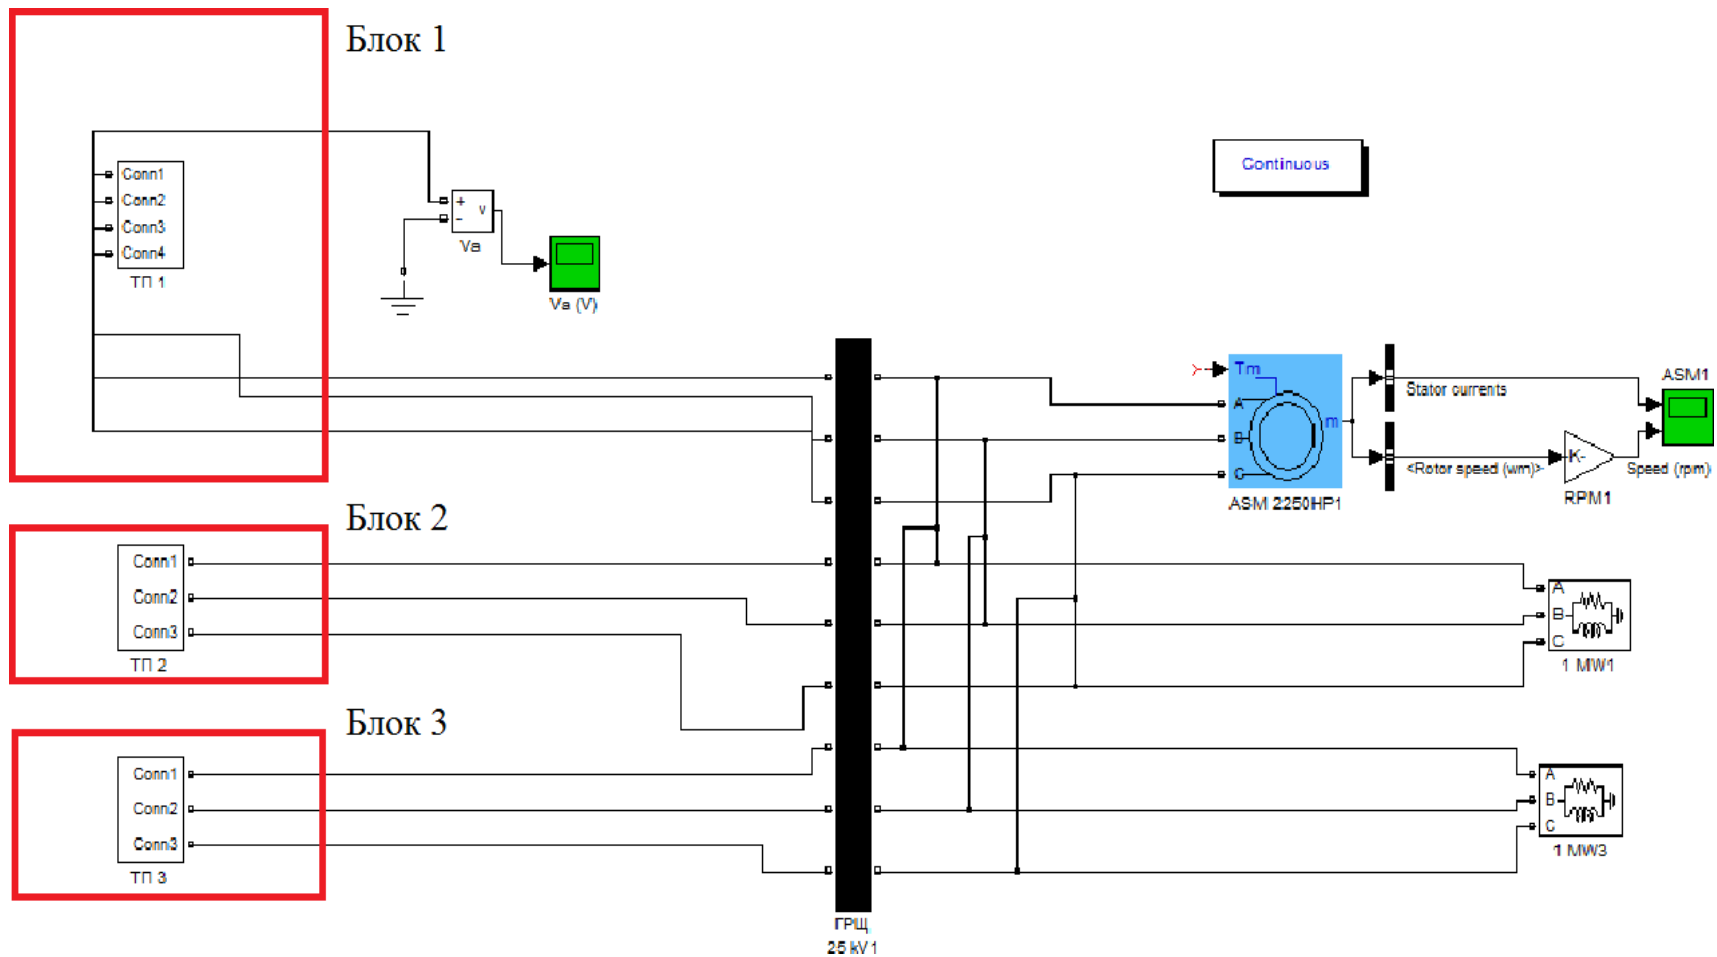 Блок 1
Continuous
Conn1
Conn2
Conn3
Conn4
ТП 1
+
-
v
Va
Va (V)
Tm
A
B
C
m
ASM 2250HP1
Stator currents
<Rotor speed (wm)>
K-
RPM1
ASM1
Speed (rpm)
Блок 2
Conn1
Conn2
Conn3
ТП 2
A
B
C
1 MW1
Блок 3
Conn1
Conn2
Conn3
ТП 3
A
B
C
1 MW3
ГРЩ
25 kV1